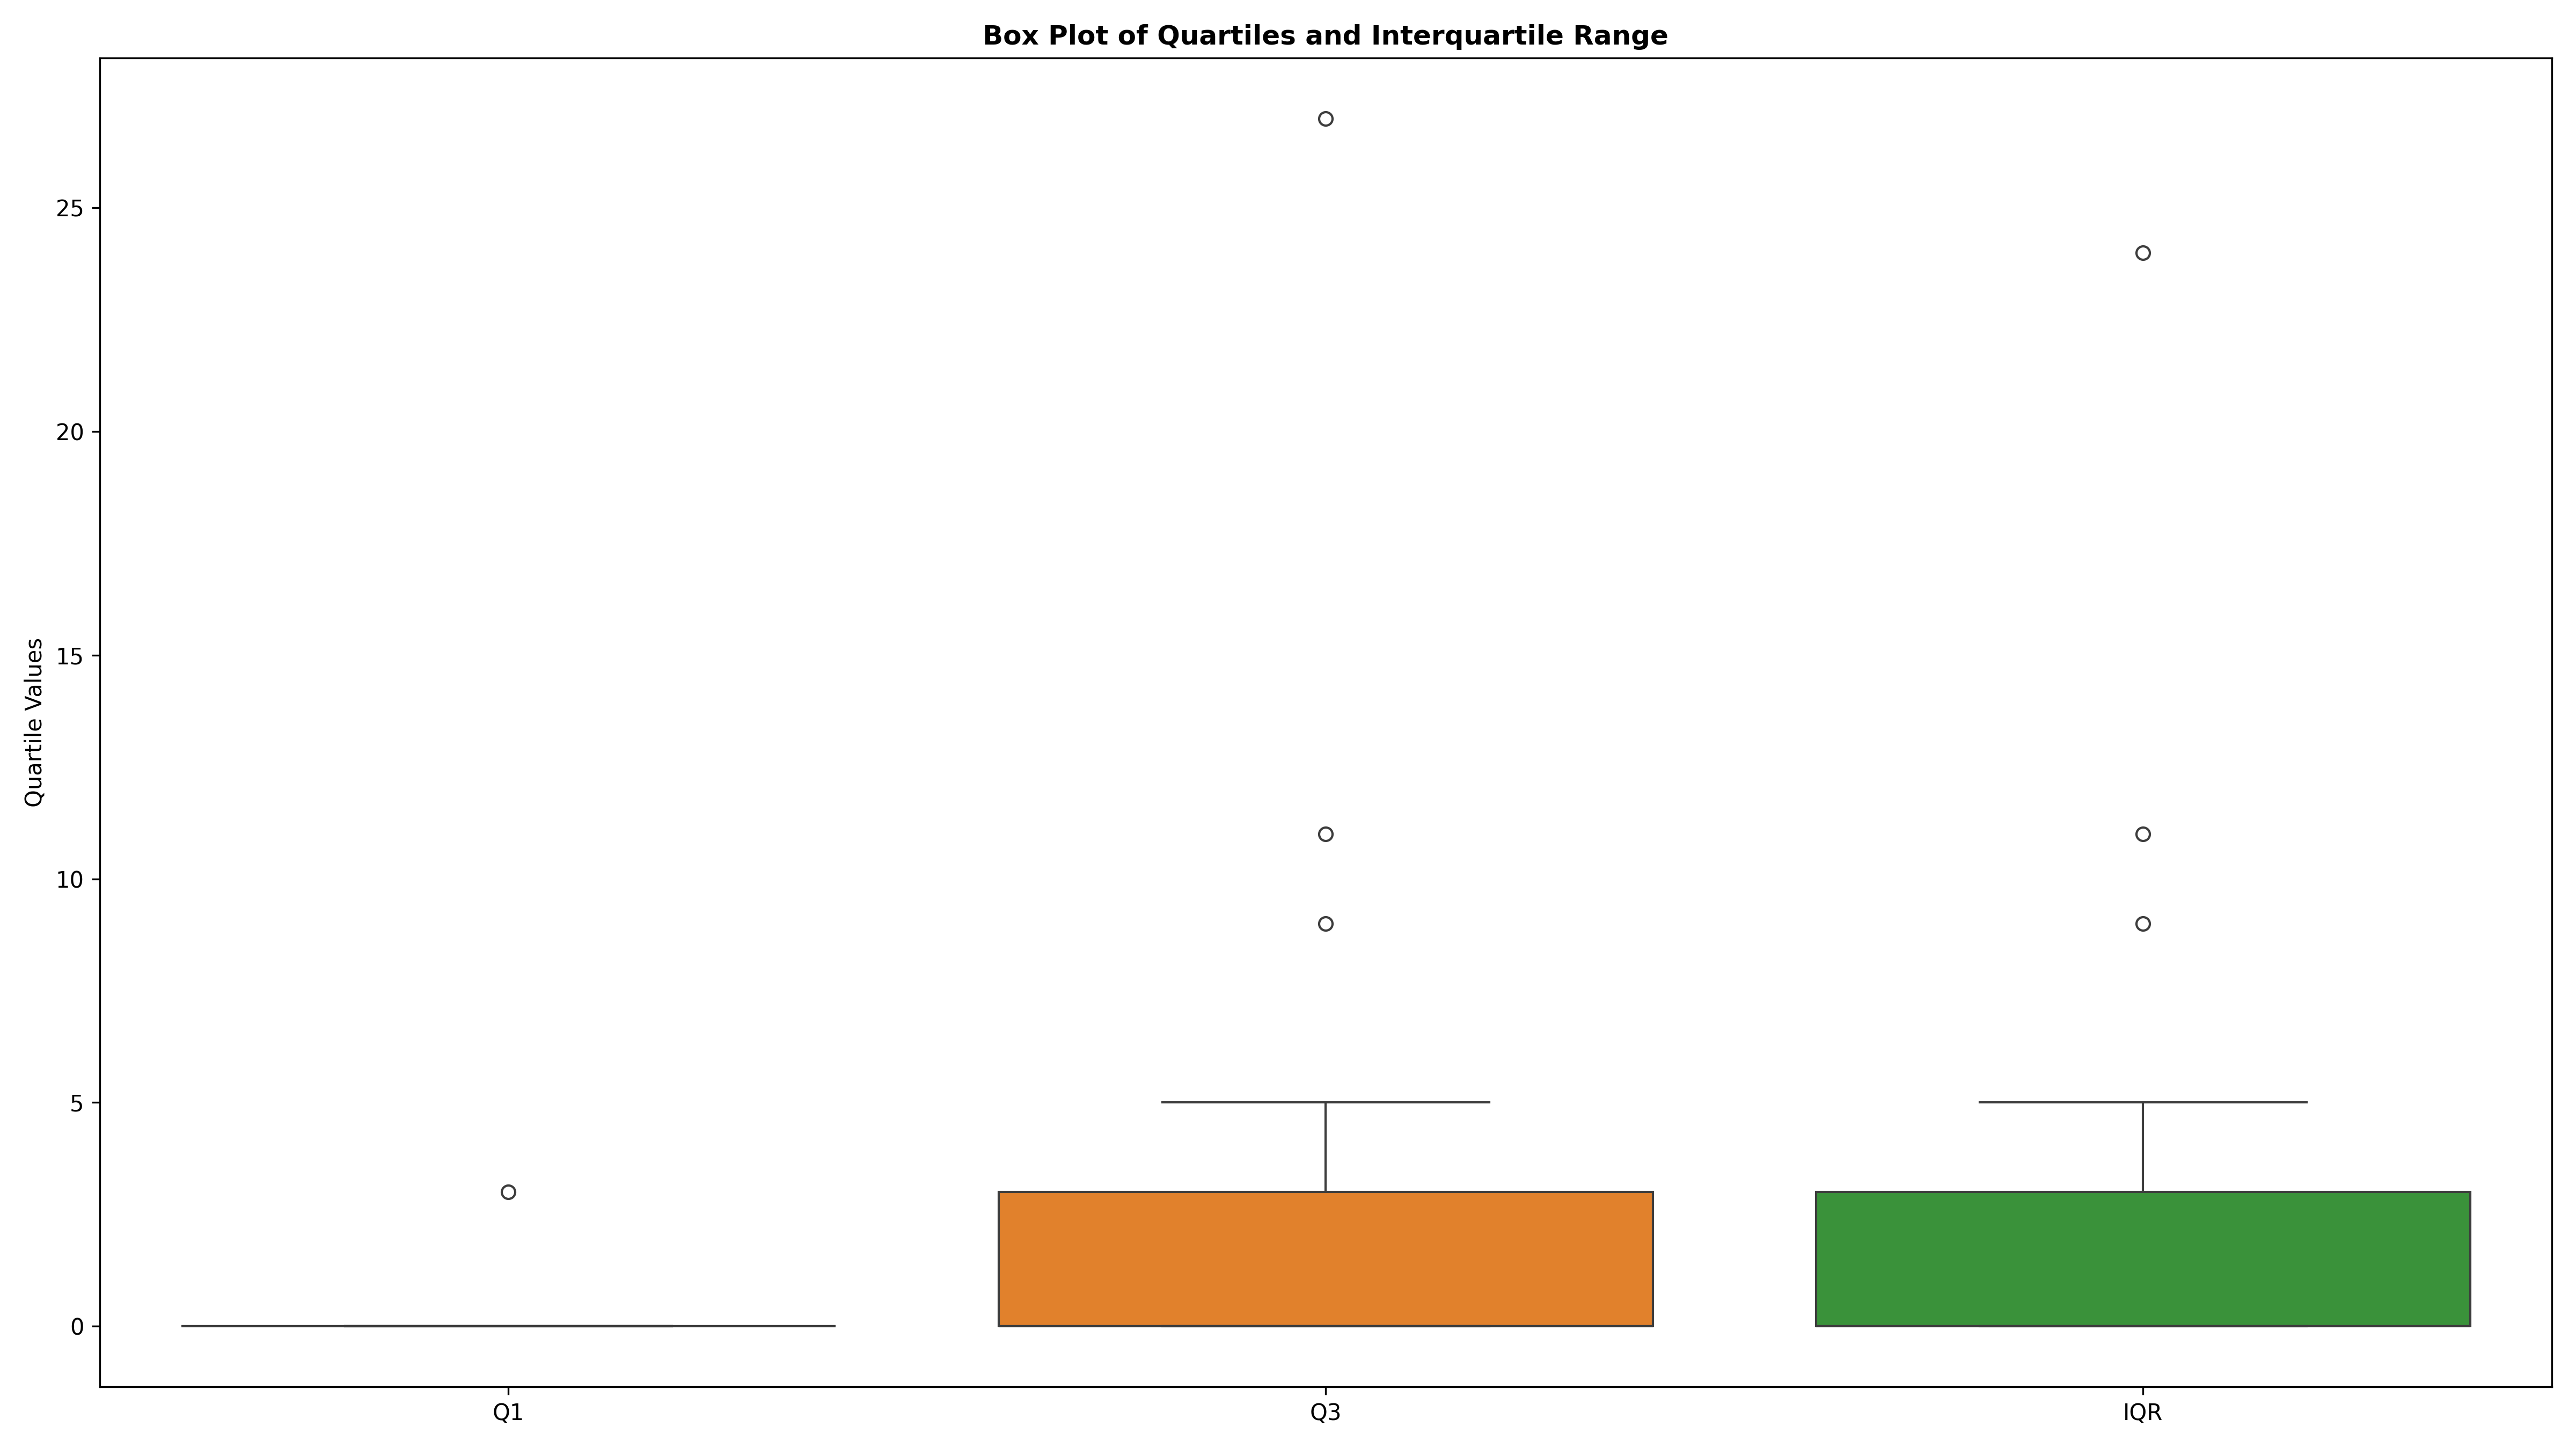 Box Plot of Quartiles and Interquartile Range
Quartile Values
25
20
15
10
5
0
Q1
Q3
IQR